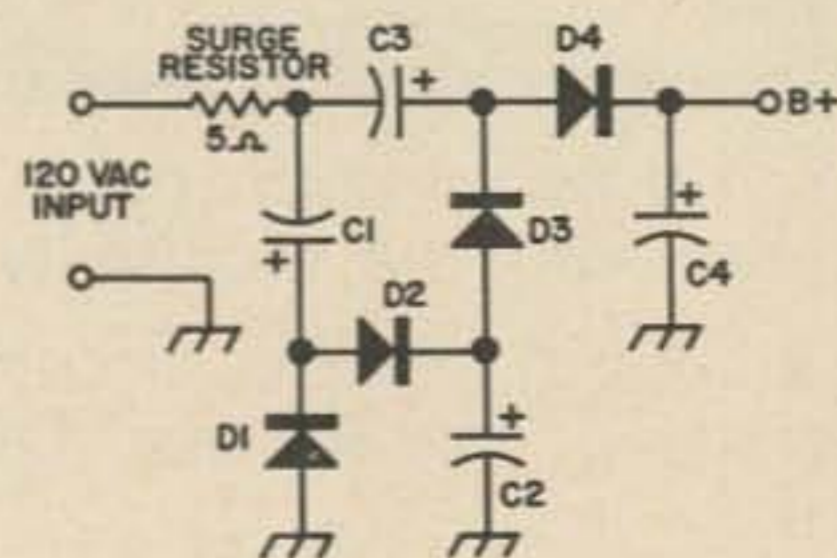 SURGE
RESISTOR
5Ω
C3
D4
B+
120 VAC
INPUT
+
C1
+
D3
+
C4
D2
D1
+
C2